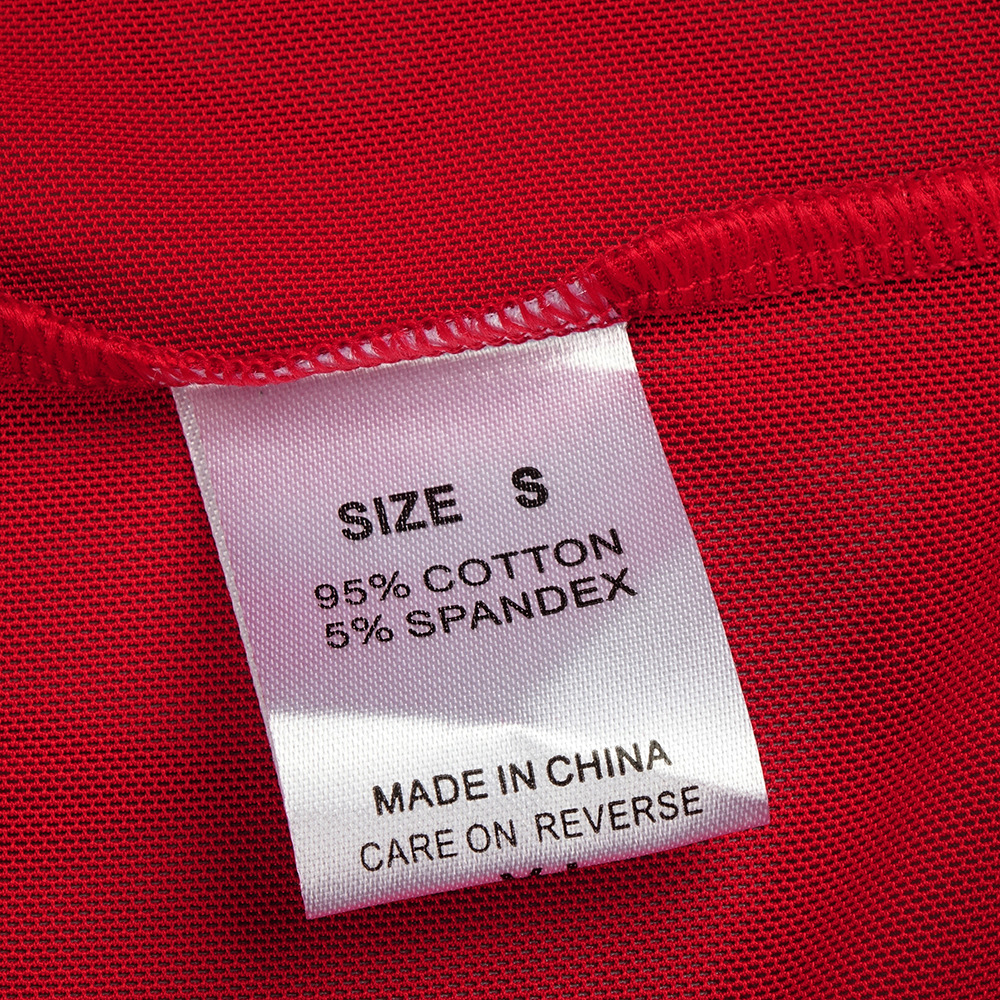 SIZE S
95% COTTON
5% SPANDEX
MADE IN CHINA
CARE ON REVERSE